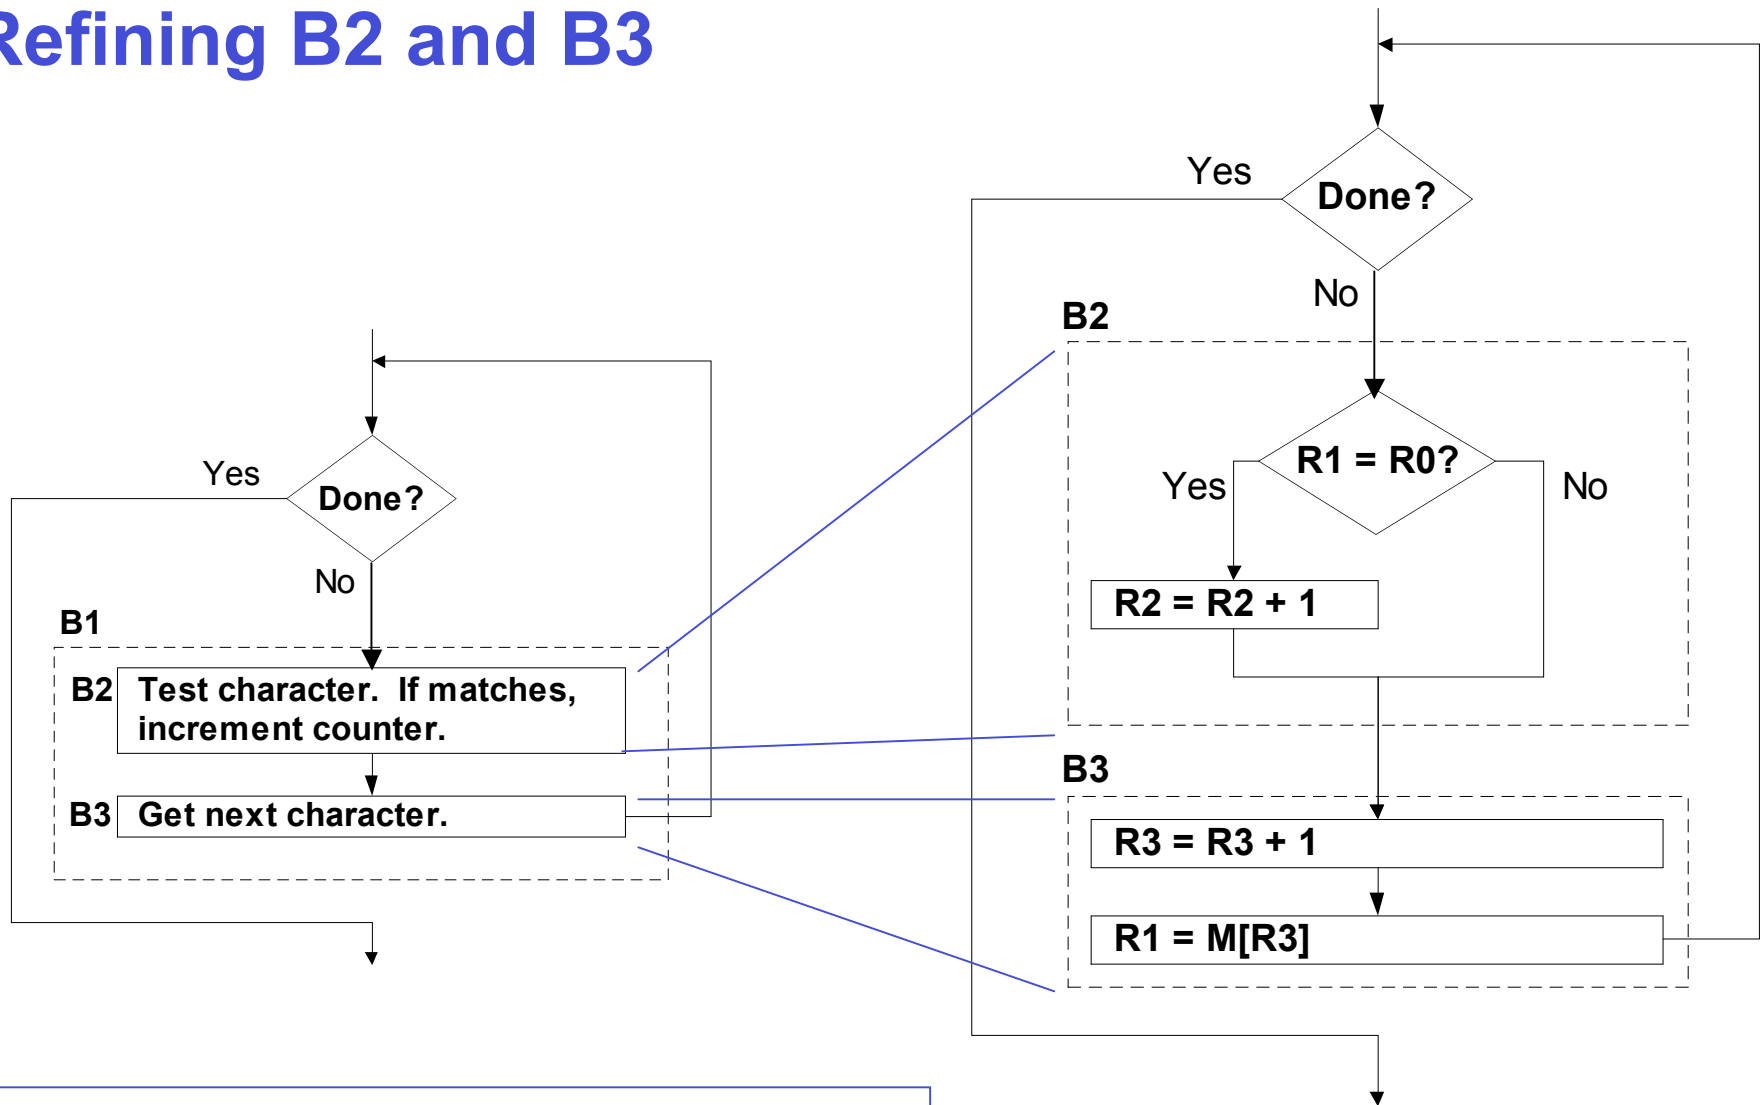 Refining B2 and B3
Yes
Done?
No
B1
B2
Test character.  If matches,
increment counter.
B3
Get next character.
Yes
Done?
No
B2
R1 = R0?
Yes
No
R2 = R2 + 1
B3
R3 = R3 + 1
R1 = M[R3]